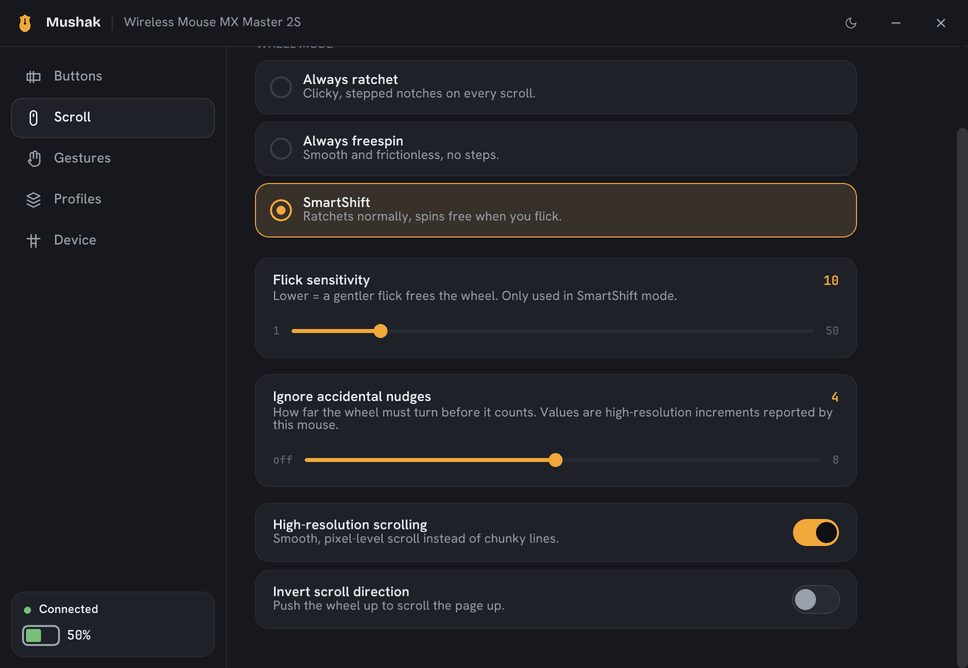 Mushak
Wireless Mouse MX Master 2S
Buttons
Scroll
Gestures
Profiles
Device
Connected
50%
WHEEL MODE
Always ratchet
Clicky, stepped notches on every scroll.
Always freespin
Smooth and frictionless, no steps.
SmartShift
Ratchets normally, spins free when you flick.
Flick sensitivity
10
Lower = a gentler flick frees the wheel. Only used in SmartShift mode.
1
50
Ignore accidental nudges
4
How far the wheel must turn before it counts. Values are high-resolution increments reported by
this mouse.
off
8
High-resolution scrolling
Smooth, pixel-level scroll instead of chunky lines.
Invert scroll direction
Push the wheel up to scroll the page up.